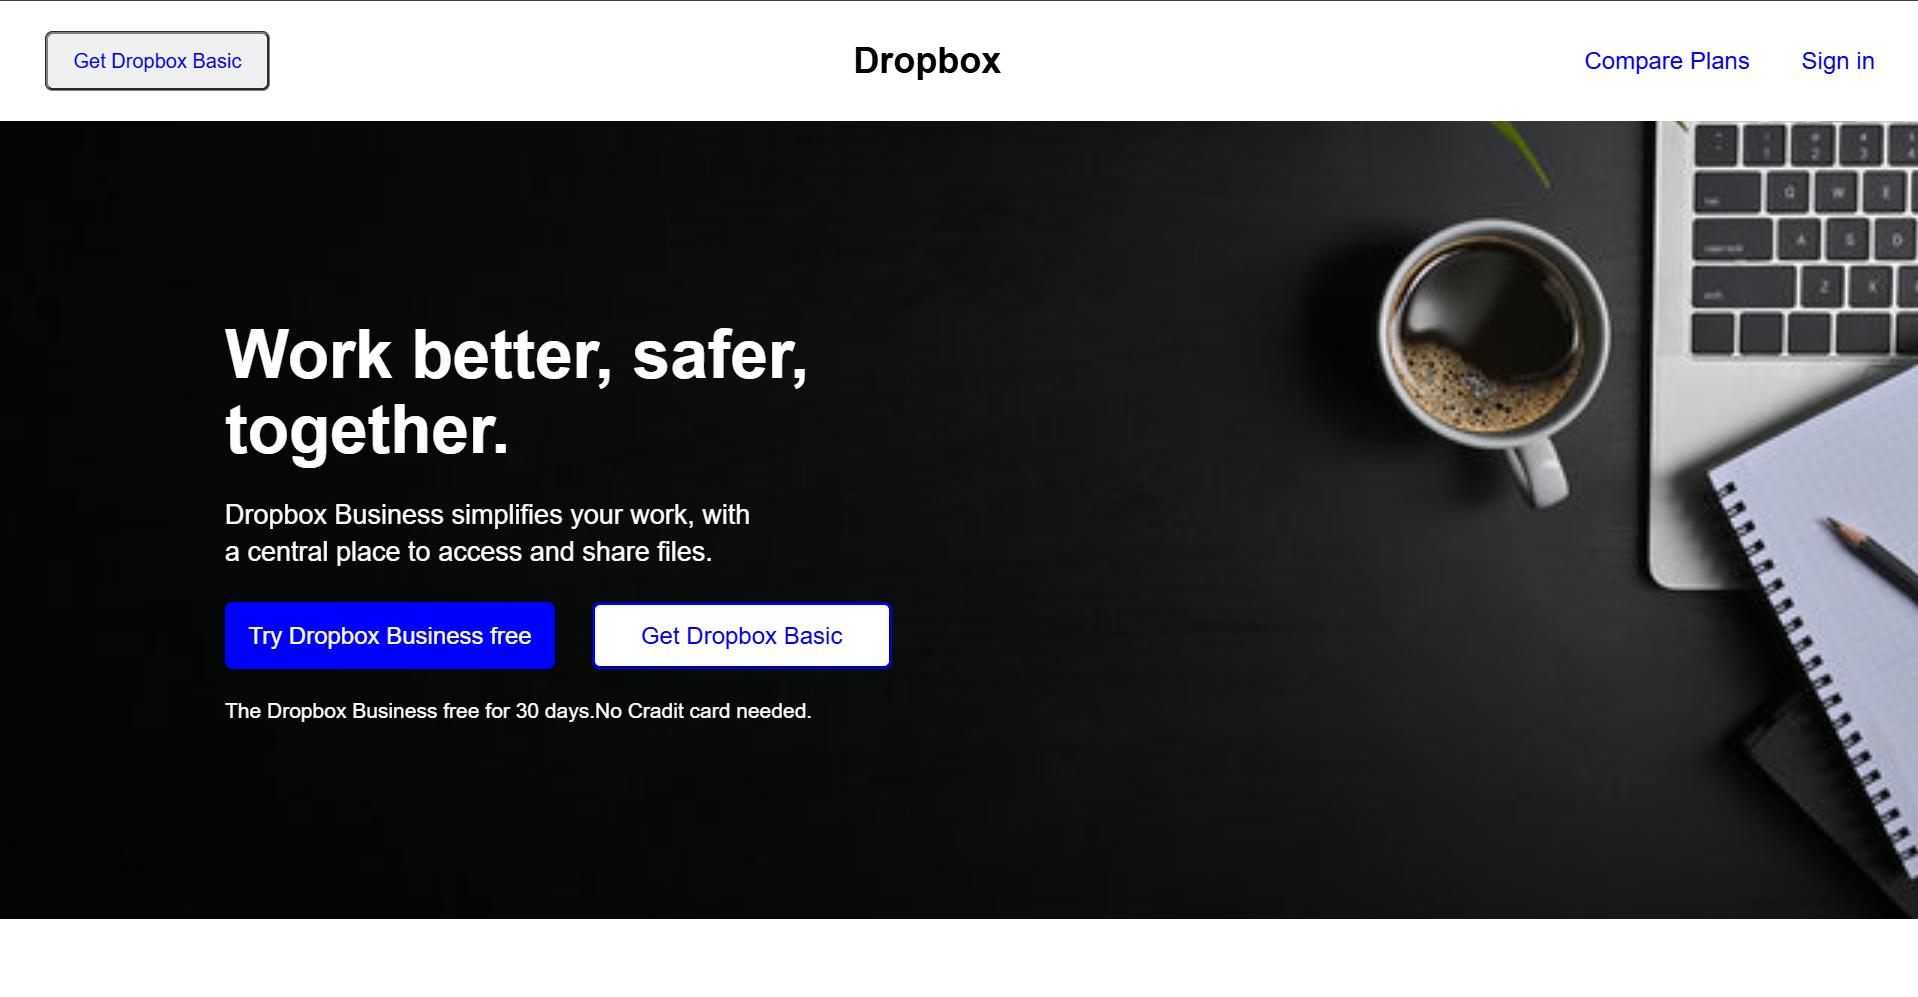 Get Dropbox Basic
Dropbox
Compare Plans
Sign in
Work better, safer,
together.
Dropbox Business simplifies your work, with
a central place to access and share files.
Try Dropbox Business free
Get Dropbox Basic
The Dropbox Business free for 30 days.No Cradit card needed.
Q W E
A S D
Z X